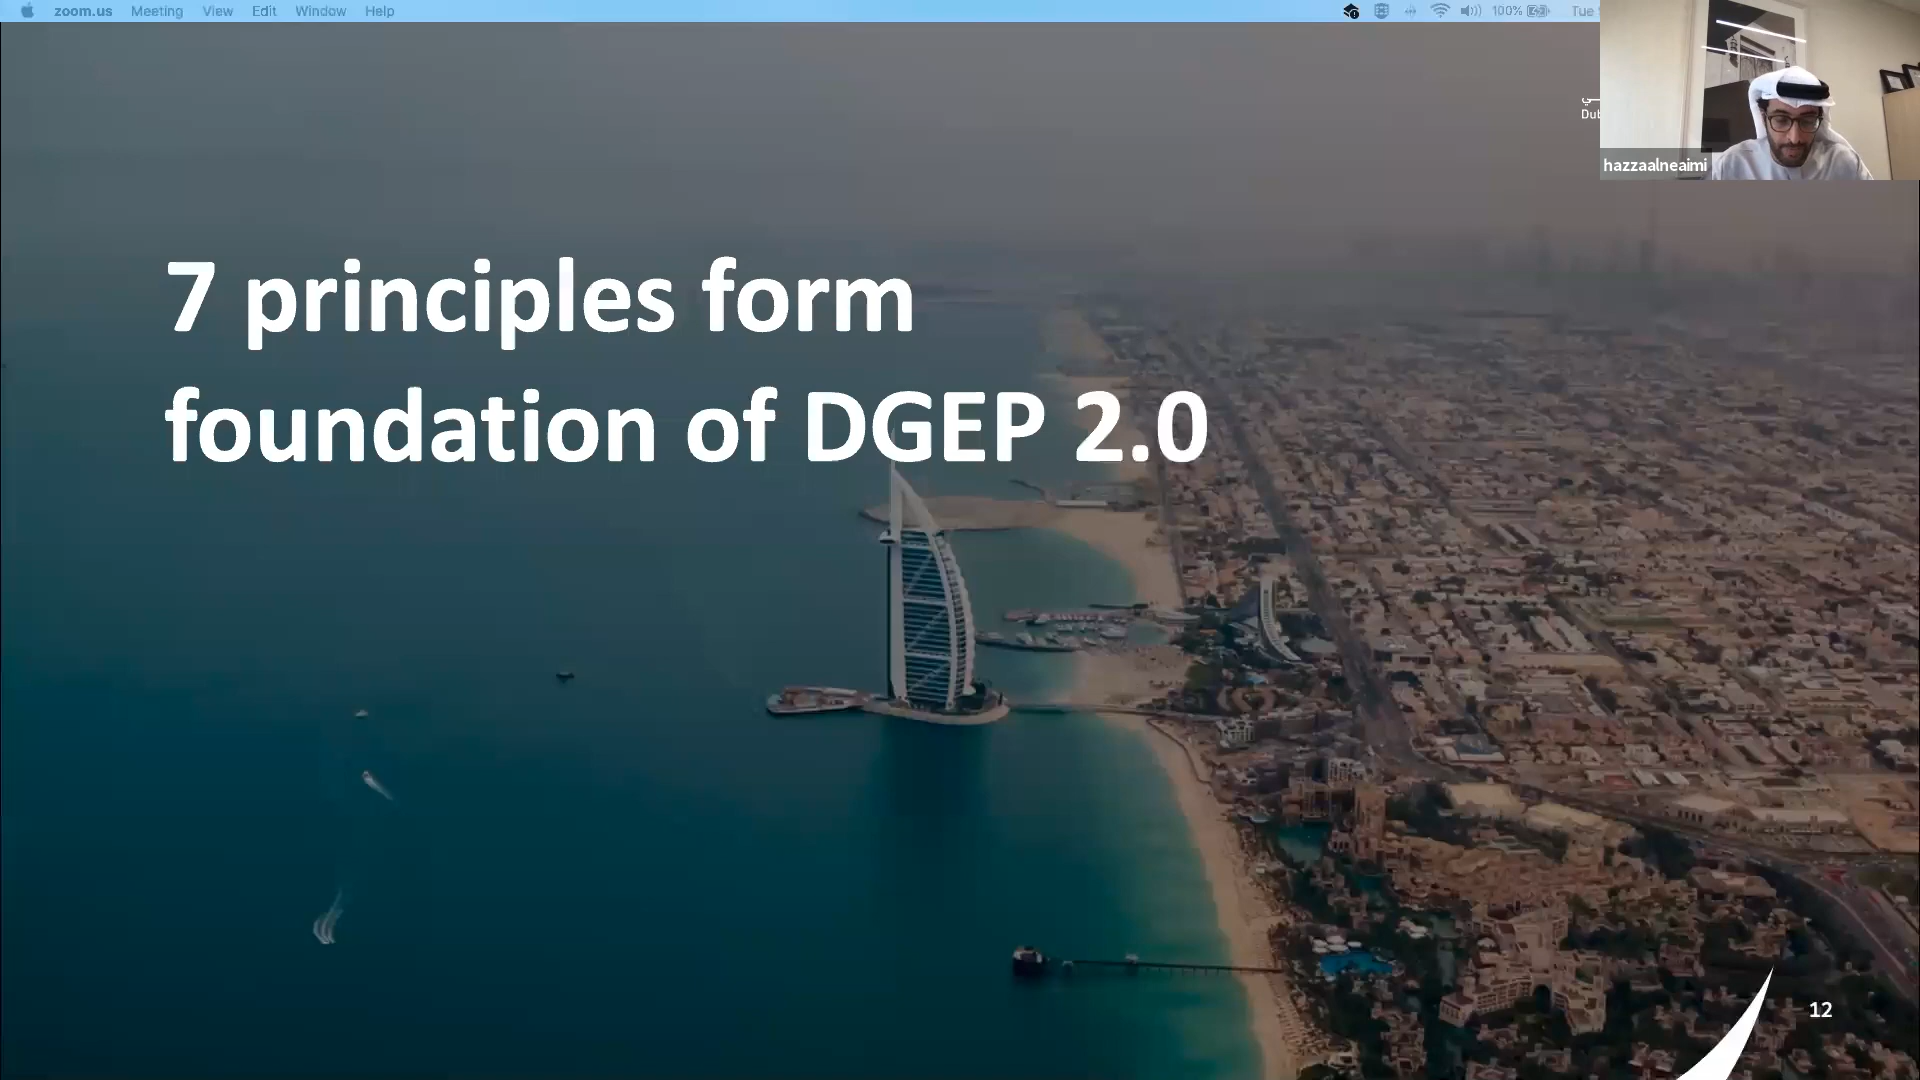 zoom.us Meeting View Edit Window Help
100%
Tue
hazzaalneaimi
7 principles form
foundation of DGEP 2.0
12